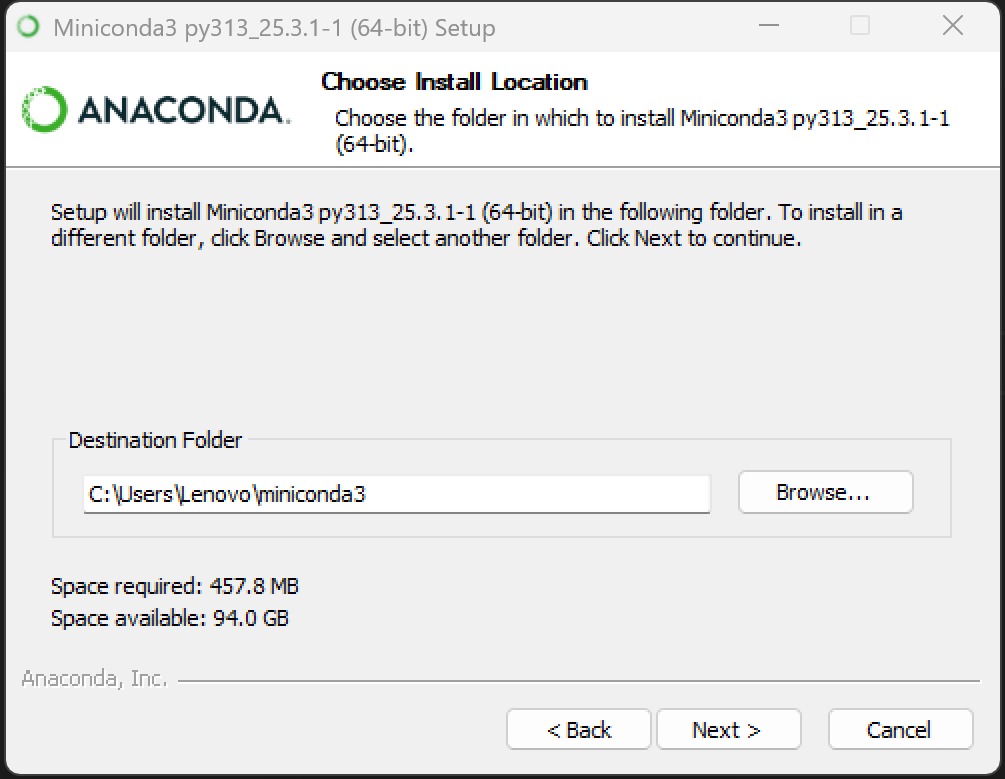 Miniconda3 py313_25.3.1-1 (64-bit) Setup
ANACONDA.
Choose Install Location
Choose the folder in which to install Miniconda3 py313_25.3.1-1
(64-bit).
Setup will install Miniconda3 py313_25.3.1-1 (64-bit) in the following folder. To install in a
different folder, click Browse and select another folder. Click Next to continue.
Destination Folder
C:\Users\Lenovo\miniconda3
Browse...
Space required: 457.8 MB
Space available: 94.0 GB
Anaconda, Inc.
< Back
Next >
Cancel